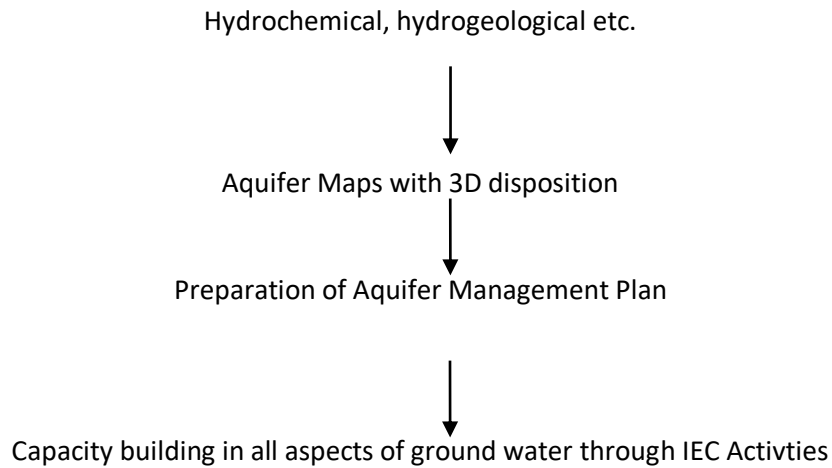 Hydrochemical, hydrogeological etc.
Aquifer Maps with 3D disposition
Preparation of Aquifer Management Plan
Capacity building in all aspects of ground water through IEC Activties